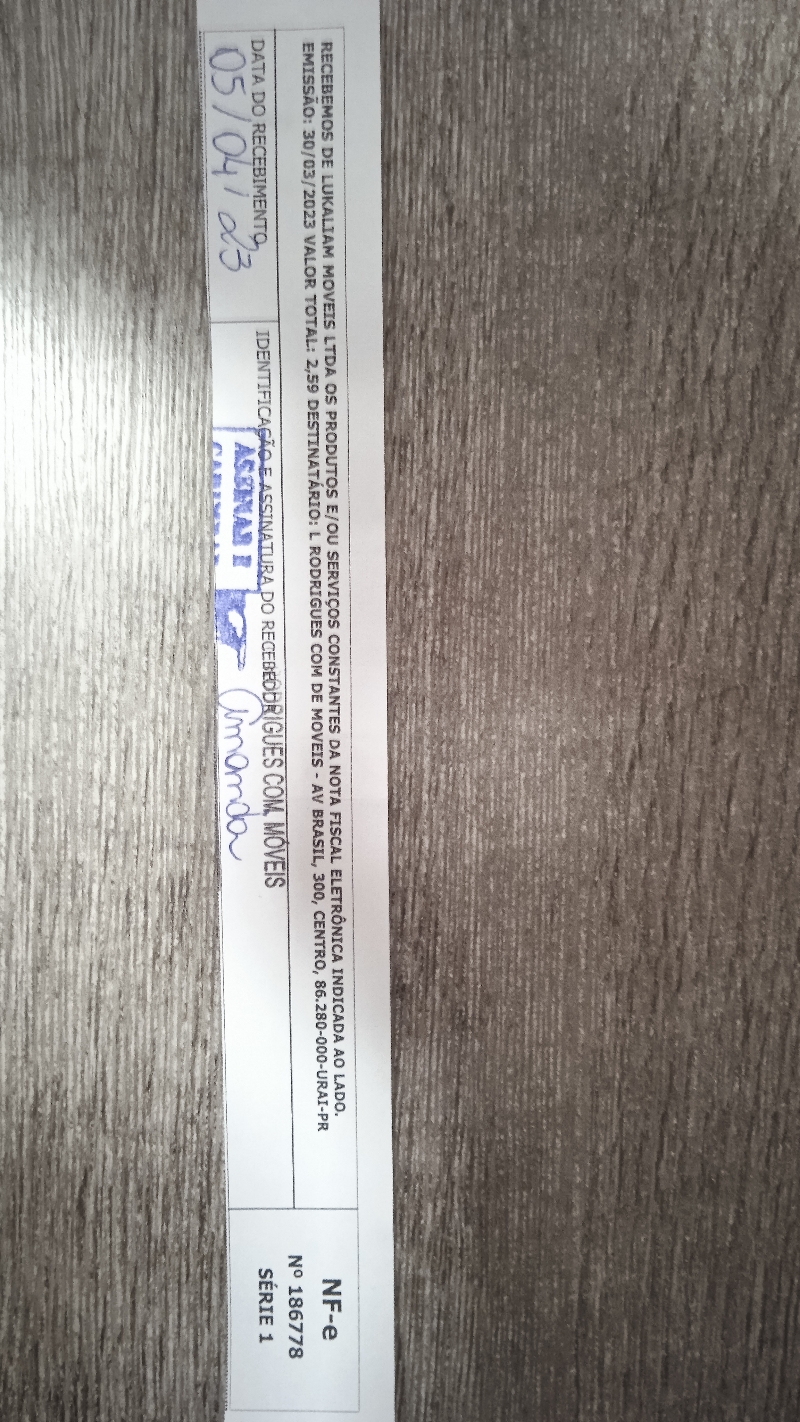 RECEBEMOS DE LUKALIAM MOVEIS LTDA OS PRODUTOS E/OU SERVIÇOS CONSTANTES DA NOTA FISCAL ELETRÔNICA INDICADA AO LADO.
EMISSÃO: 30/03/2023 VALOR TOTAL: 2,59 DESTINATÁRIO: L RODRIGUES COM DE MOVEIS - AV BRASIL, 300, CENTRO, 86.280-000-URAI-PR
DATA DO RECEBIMENTO
05/04/23
IDENTIFICAÇÃO E ASSINATURA DO RECEBEDOR
RODRIGUES COM. MÓVEIS
ASSINAR E
Amanda
NF-e
Nº 186778
SÉRIE 1